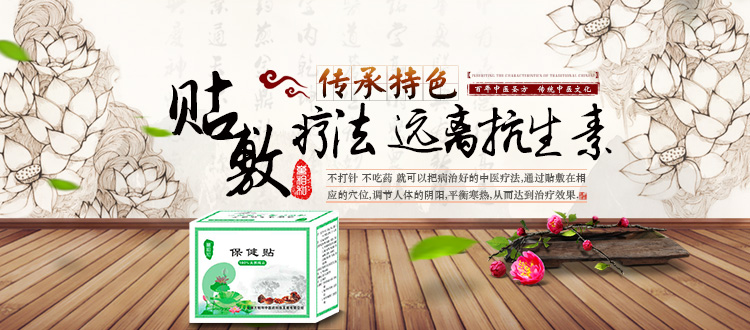 传承特色
INHERITING THE CHARACTERISTICS OF TRADITIONAL CHINESE
百年中医圣方 传统中医文化
贴敷疗法 远离抗生素
不打针 不吃药 就可以把病治好的中医疗法,通过贴敷在相
应的穴位,调节人体的阴阳,平衡寒热,从而达到治疗效果.
保健贴